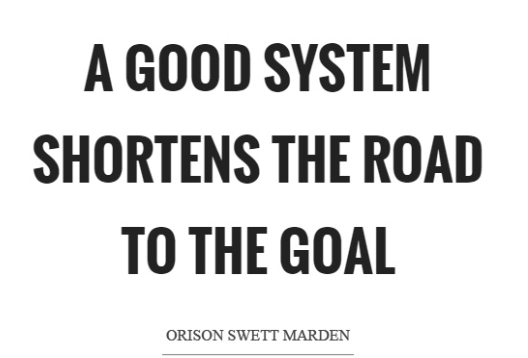 A GOOD SYSTEM
SHORTENS THE ROAD
TO THE GOAL
ORISON SWETT MARDEN